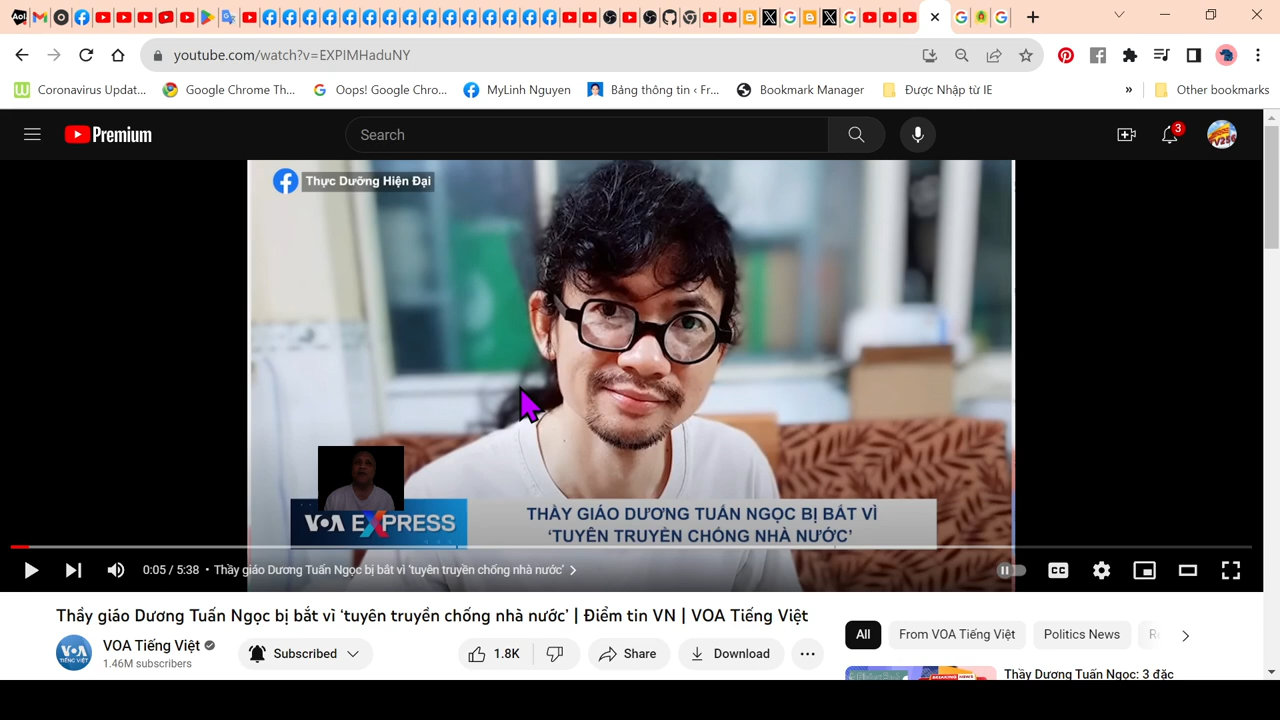 youtube.com/watch?v=EXPIMHaduNY
Coronavirus Updat...
Google Chrome Th...
Oops! Google Chro...
MyLinh Nguyen
Bảng thông tin ‹ Fr...
Bookmark Manager
Được Nhập từ IE
»
Other bookmarks
Premium
Search
3
Thực Dưỡng Hiện Đại
VOA EXPRESS
THẦY GIÁO DƯƠNG TUẤN NGỌC BỊ BẮT VÌ
‘TUYÊN TRUYỀN CHỐNG NHÀ NƯỚC’
0:05 / 5:38 • Thầy giáo Dương Tuấn Ngọc bị bắt vì ‘tuyên truyền chống nhà nước’
CC
Thầy giáo Dương Tuấn Ngọc bị bắt vì ‘tuyên truyền chống nhà nước’ | Điểm tin VN | VOA Tiếng Việt
VOA
TIẾNG VIỆT
VOA Tiếng Việt
1.46M subscribers
Subscribed
1.8K
Share
Download
All
From VOA Tiếng Việt
Politics News
Thầy Dương Tuấn Ngọc: 3 đặc